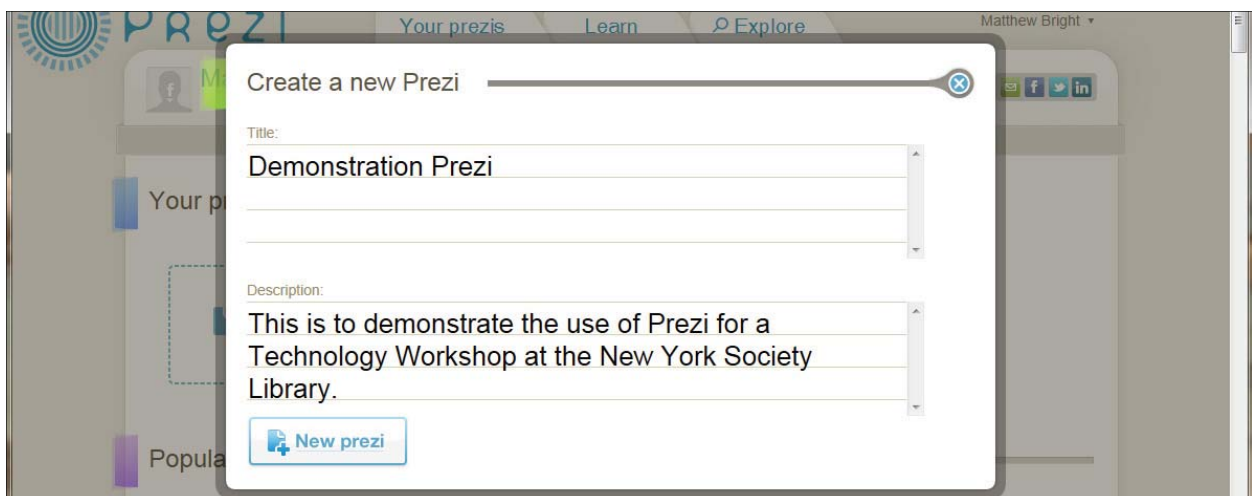 PREZI
Your prezis
Learn
Explore
Matthew Bright
Ma
Create a new Prezi
Title:
Demonstration Prezi
Your pr
Description:
This is to demonstrate the use of Prezi for a
Technology Workshop at the New York Society
Library.
New prezi
Popula